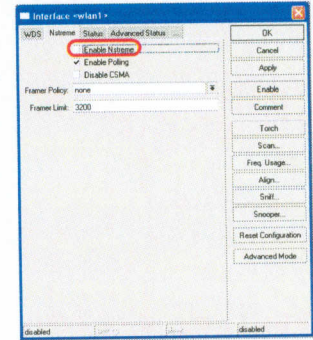 Interface <wlan1>
WDS Nstreme Status Advanced Status ...
Enable Nstreme
Enable Polling
Disable CSMA
Framer Policy: none
Framer Limit: 3200
OK
Cancel
Apply
Enable
Comment
Torch
Scan...
Freq. Usage...
Align...
Sniff...
Snooper...
Reset Configuration
Advanced Mode
disabled
disabled